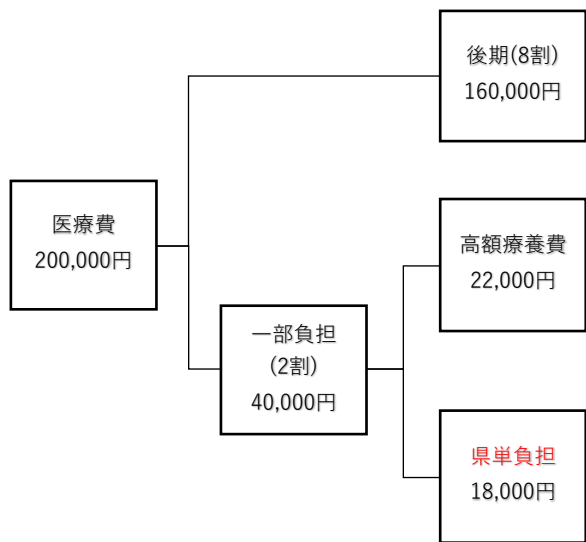 後期(8割)
160,000円
医療費
200,000円
高額療養費
22,000円
一部負担
(2割)
40,000円
県単負担
18,000円